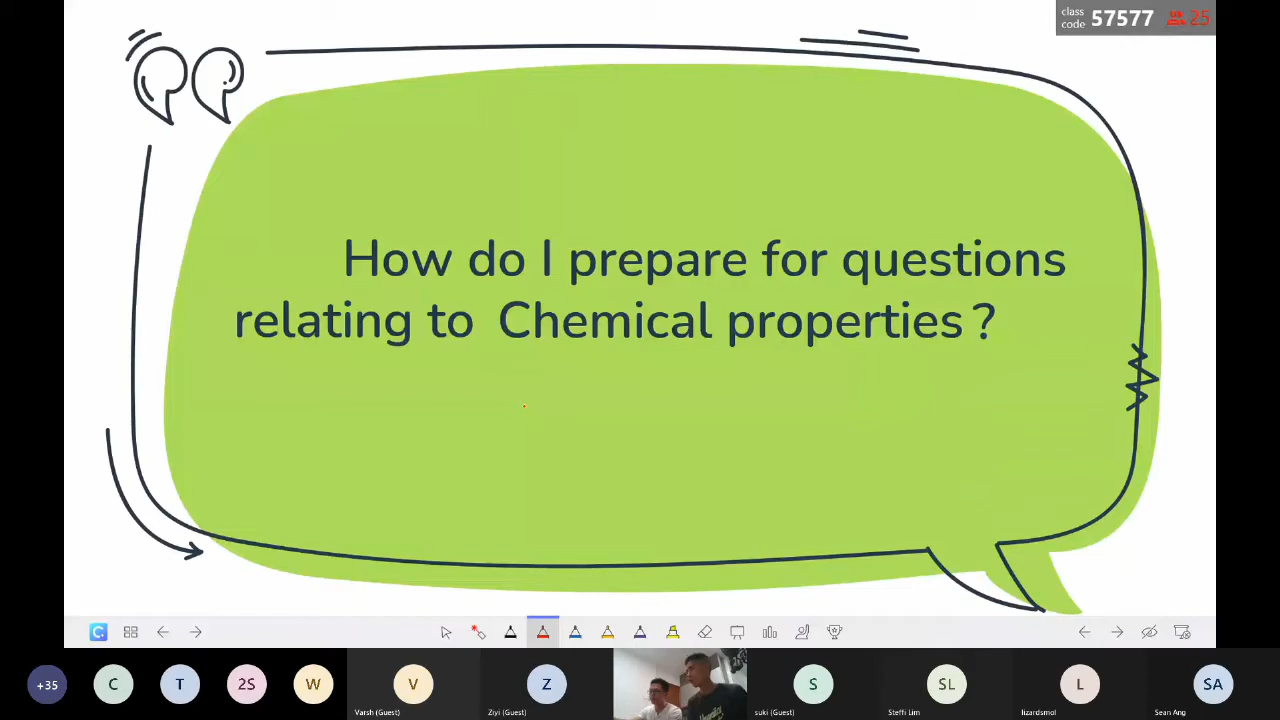 class
code 57577 25
How do I prepare for questions
relating to Chemical properties ?
+35 C T 2S W V Z S SL L SA
Varsh (Guest) Ziyi (Guest) suki (Guest) Steffi Lim lizardsmol Sean Ang